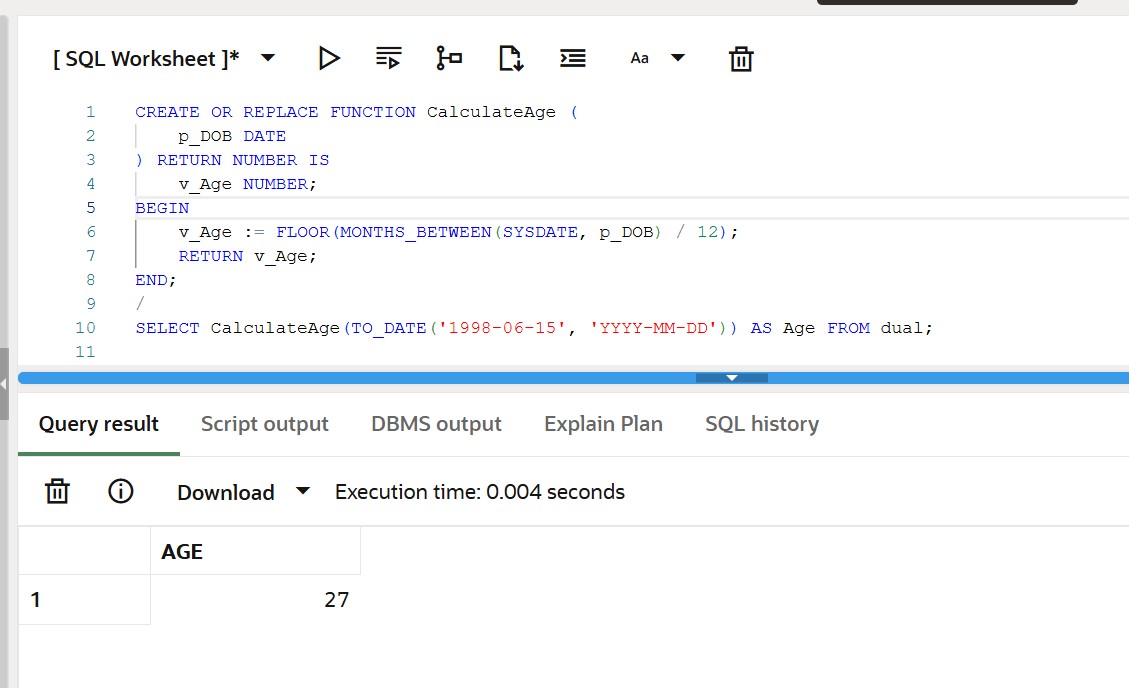 [ SQL Worksheet ]* Aa
1 CREATE OR REPLACE FUNCTION CalculateAge (
2 p_DOB DATE
3 ) RETURN NUMBER IS
4 v_Age NUMBER;
5 BEGIN
6 v_Age := FLOOR(MONTHS_BETWEEN(SYSDATE, p_DOB) / 12);
7 RETURN v_Age;
8 END;
9 /
10 SELECT CalculateAge(TO_DATE('1998-06-15', 'YYYY-MM-DD')) AS Age FROM dual;
11
Query result Script output DBMS output Explain Plan SQL history
Download Execution time: 0.004 seconds
AGE
1 27